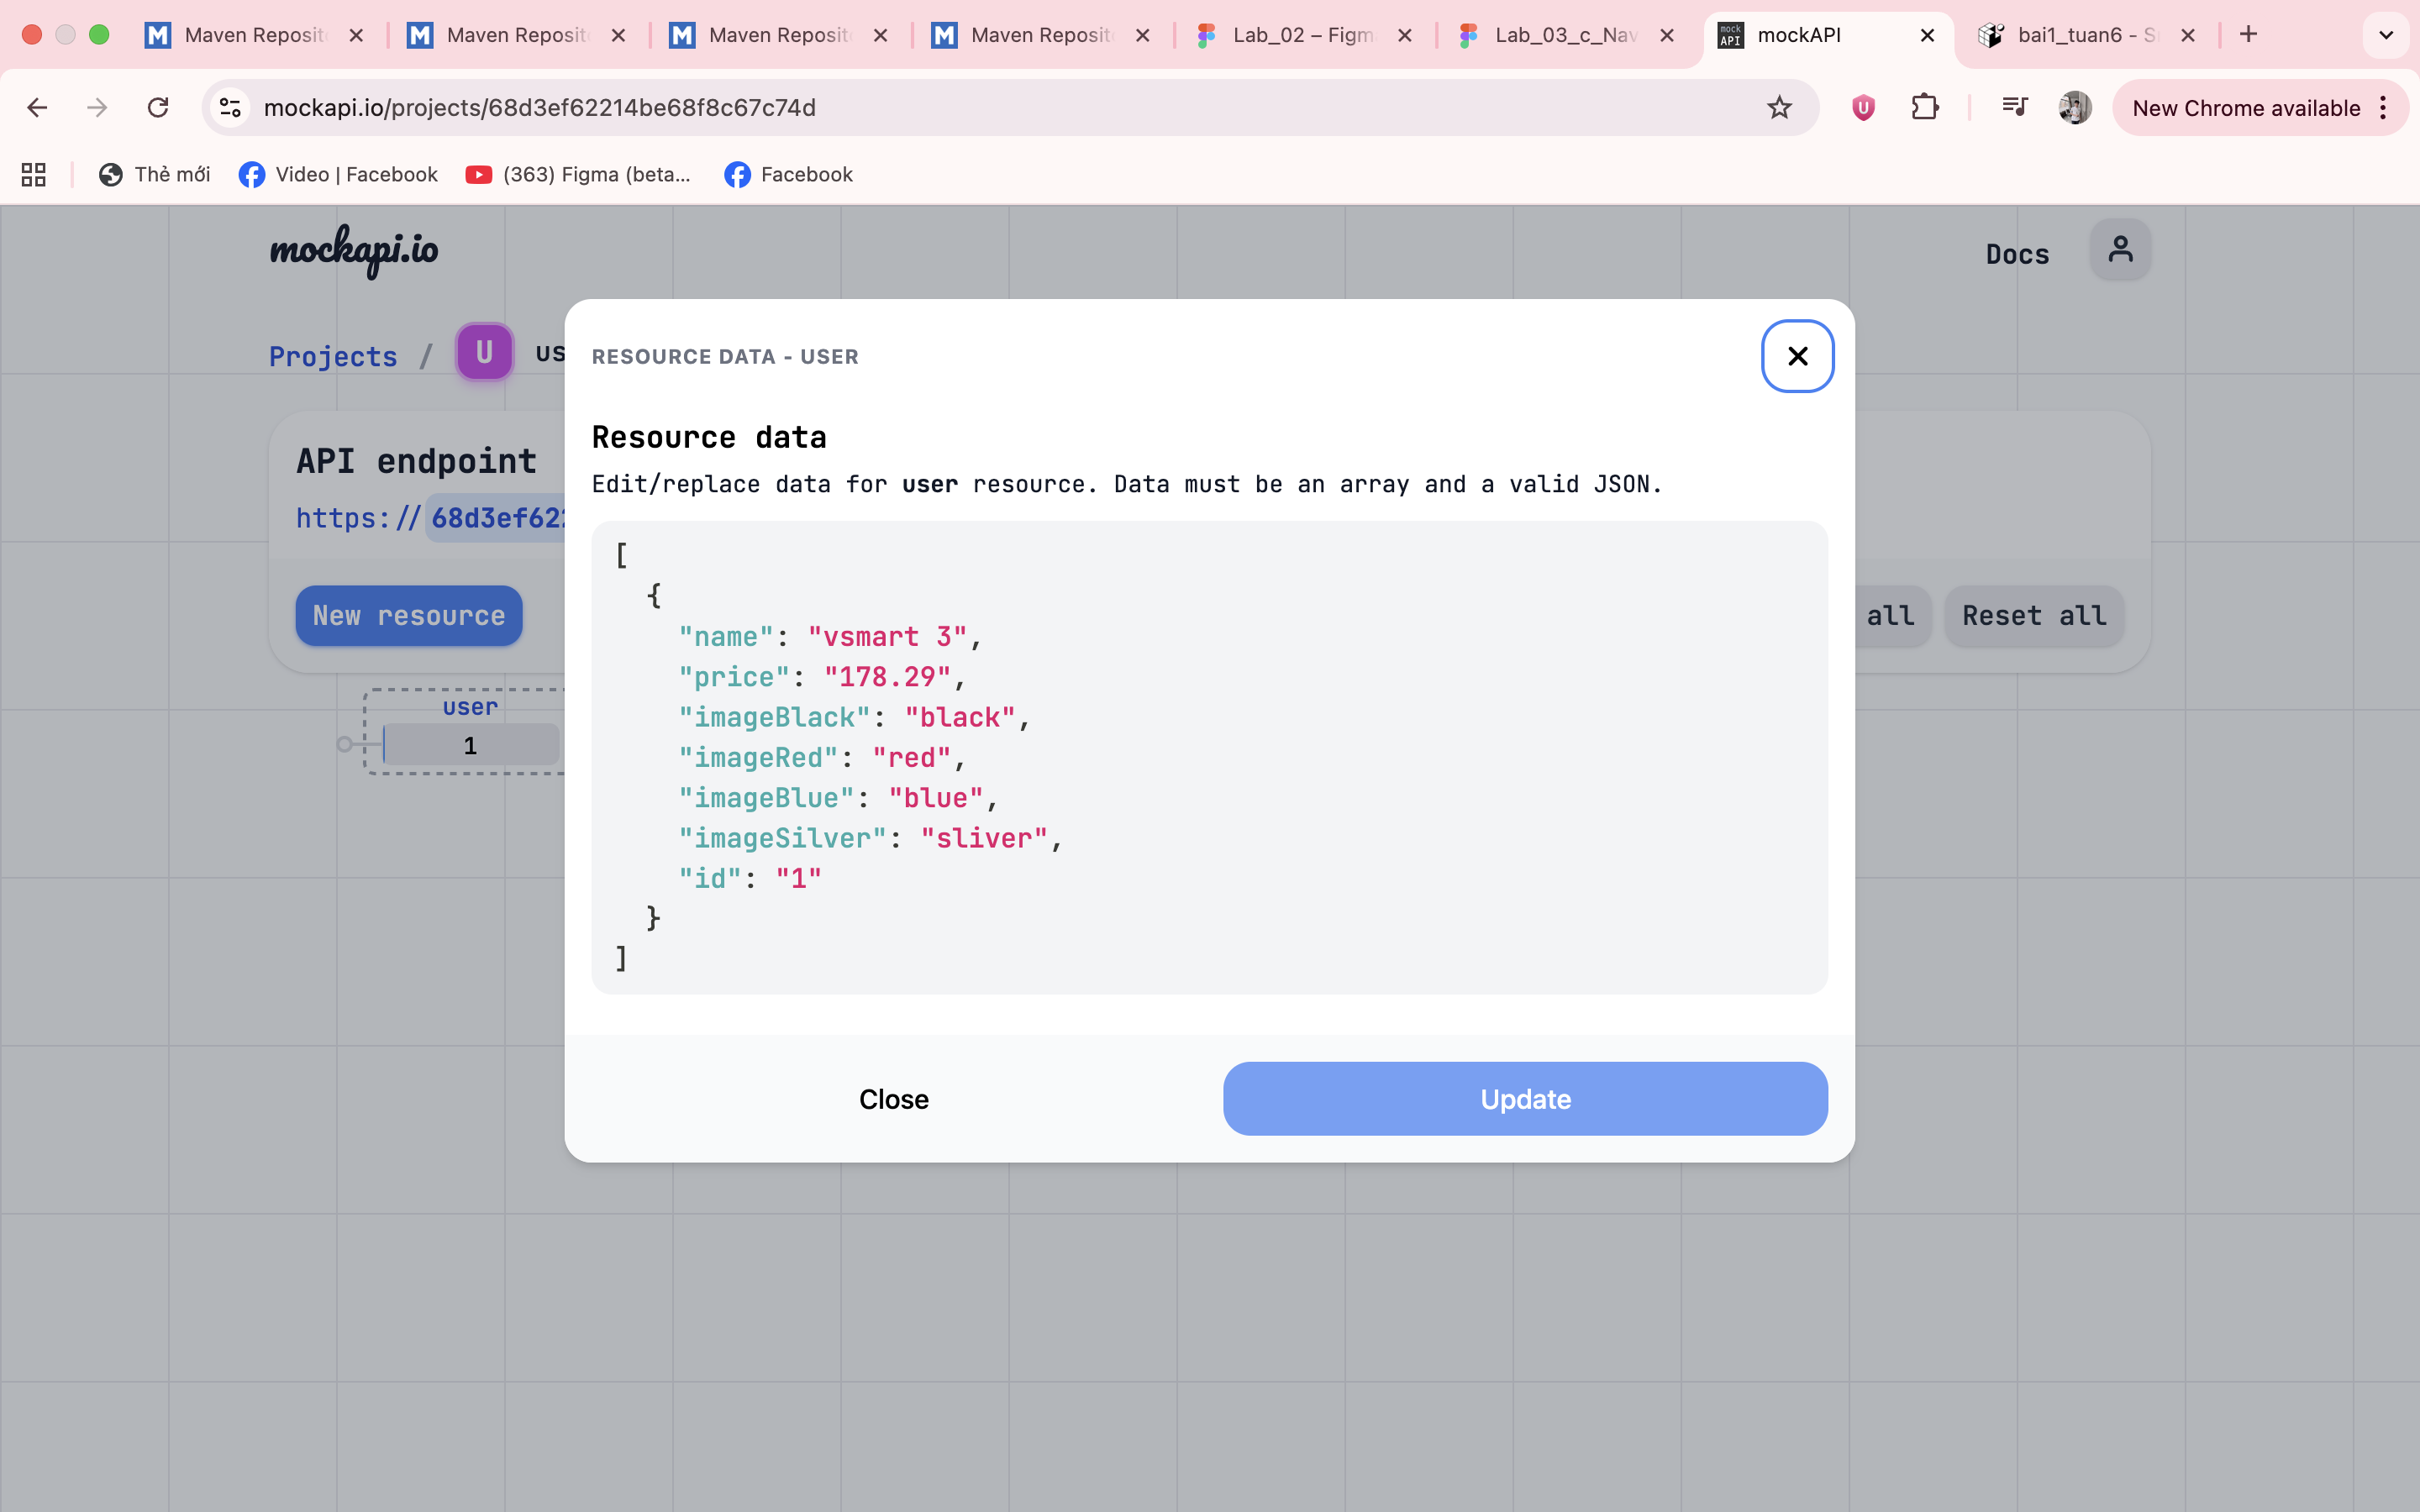 Maven Reposit
Maven Reposit
Maven Reposit
Maven Reposit
Lab_02 – Figm
Lab_03_c_Nav
mock API
mockAPI
bai1_tuan6 - S
mockapi.io/projects/68d3ef62214be68f8c67c74d
New Chrome available
Thẻ mới
Video | Facebook
(363) Figma (beta...
Facebook
mockapi.io
Docs
Projects / U us
API endpoint
https://68d3ef622
New resource
all
Reset all
user
1
RESOURCE DATA - USER
Resource data
Edit/replace data for user resource. Data must be an array and a valid JSON.
[
{
"name": "vsmart 3",
"price": "178.29",
"imageBlack": "black",
"imageRed": "red",
"imageBlue": "blue",
"imageSilver": "sliver",
"id": "1"
}
]
Close
Update